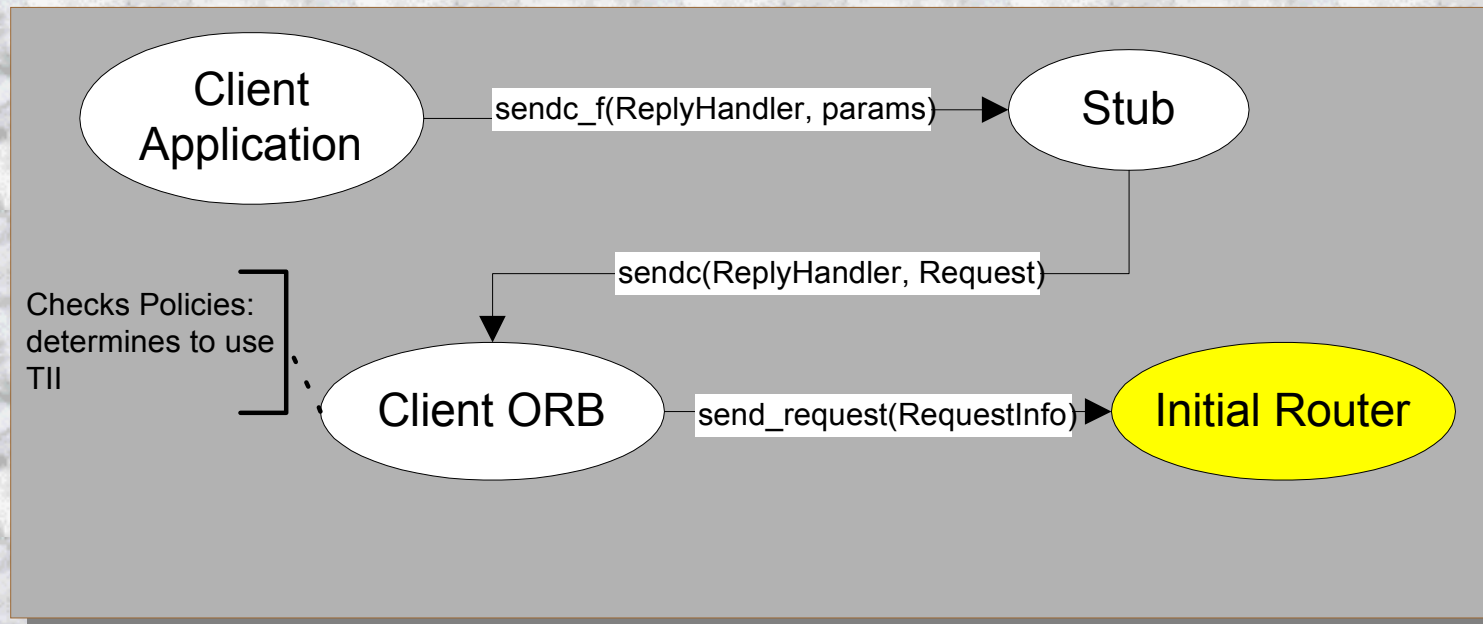 Client
Application
sendc_f(ReplyHandler, params)
Stub
sendc(ReplyHandler, Request)
Checks Policies:
determines to use
TII
Client ORB
send_request(RequestInfo)
Initial Router